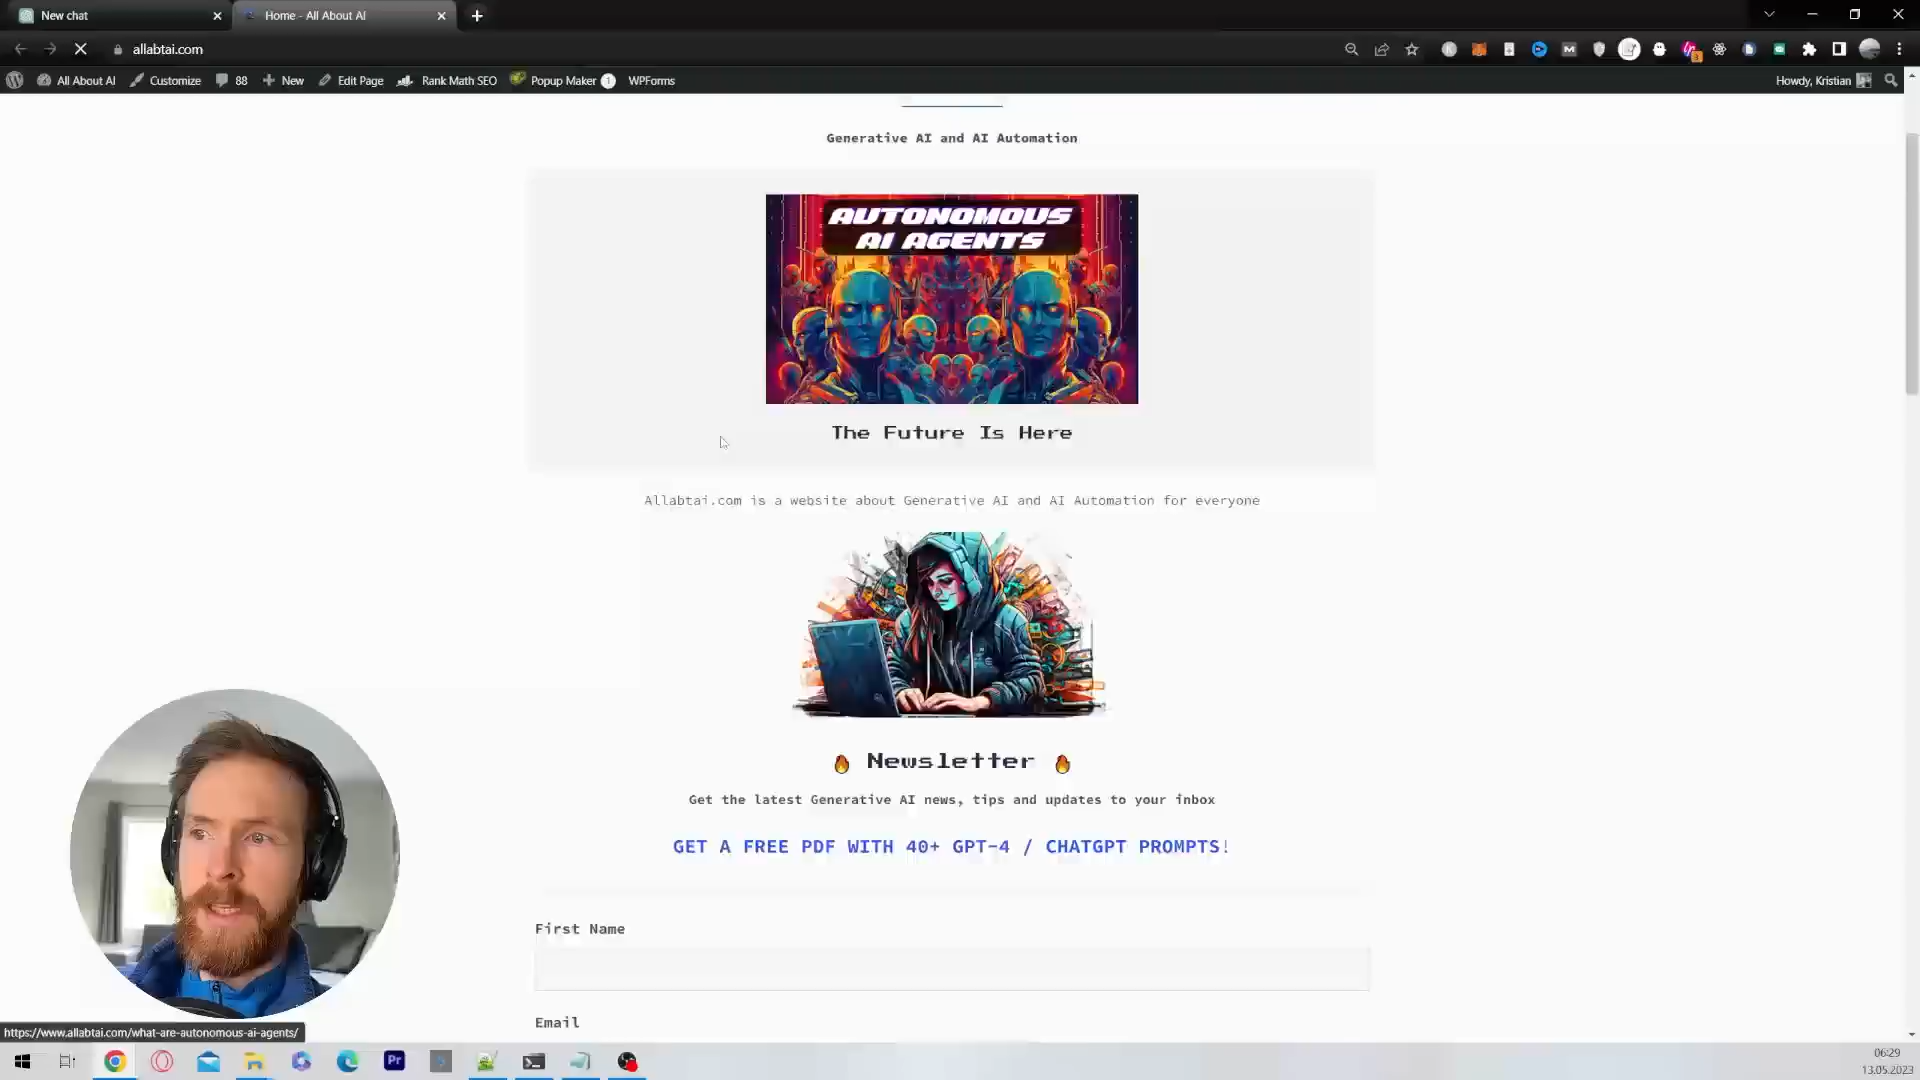 New chat
Home - All About AI
allabtai.com
All About AI
Customize
88
New
Edit Page
Rank Math SEO
Popup Maker
1
WPForms
Howdy, Kristian
Generative AI and AI Automation
AUTONOMOUS
AI AGENTS
The Future Is Here
Allabtai.com is a website about Generative AI and AI Automation for everyone
🔥 Newsletter 🔥
Get the latest Generative AI news, tips and updates to your inbox
GET A FREE PDF WITH 40+ GPT-4 / CHATGPT PROMPTS!
First Name
Email
https://www.allabtai.com/what-are-autonomous-ai-agents/
Pr
06:29
13.05.2023